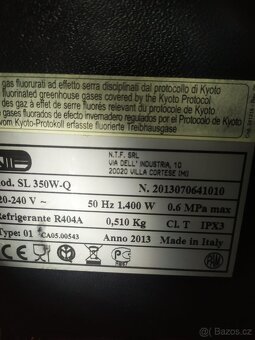 gas fluorurati ad effetto serra disciplinati dal protocollo di Kyoto
fluorinated greenhouse gases covered by the Kyoto Protocol
gaz à effet de serre fluorés relevant du protocole de Kyoto
gases fluorados de efecto invernadero regulados por el Protocolo de
vom Kyoto-Protokoll erfasste fluorierte Treibhausgase
N.T.F. SRL
VIA DELL' INDUSTRIA, 10
20020 VILLA CORTESE (MI)
Mod. SL 350W-Q N. 2013070641010
220-240 V ~ 50 Hz 1.400 W 0.6 MPa max
Refrigerante R404A 0,510 Kg Cl. T IPX3
Type: 01 CA05.00543 Anno 2013 Made in Italy
CE
bazoš.cz